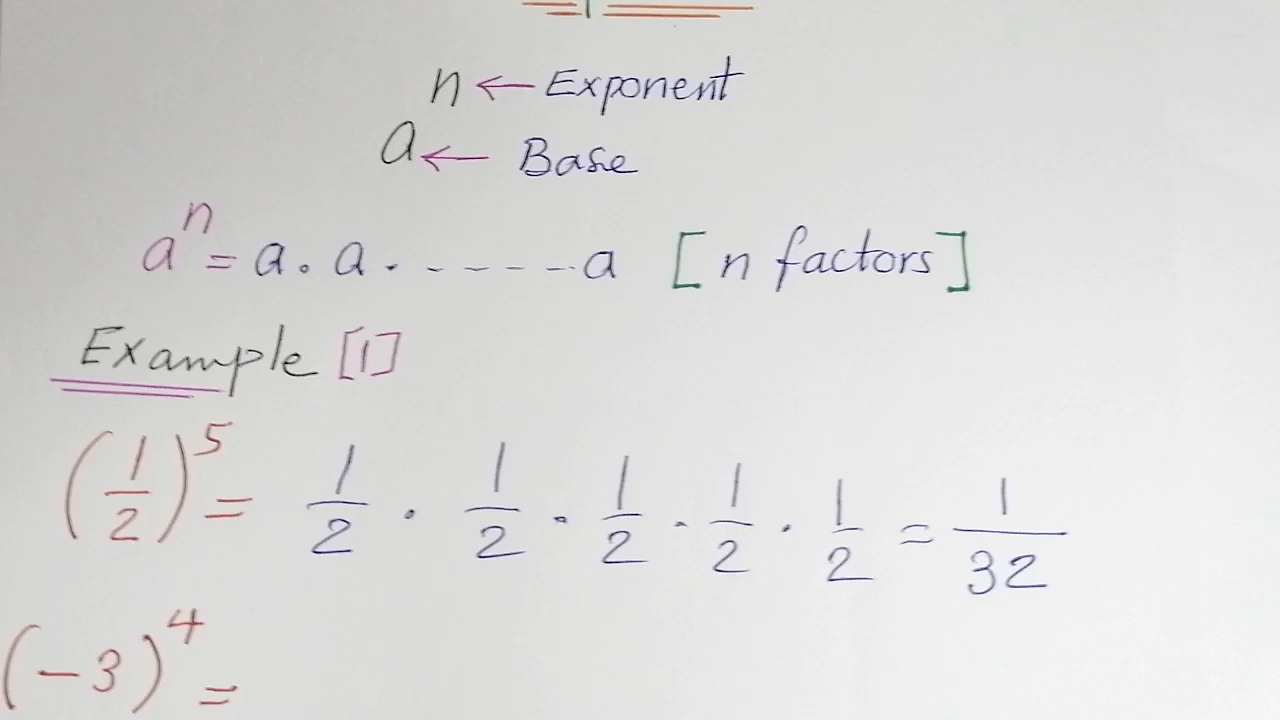 n ← Exponent
a ← Base
aⁿ = a . a . - - - - - a [n factors]
Example [1]
(1/2)⁵ = 1/2 . 1/2 . 1/2 . 1/2 . 1/2 = 1/32
(-3)⁴ =